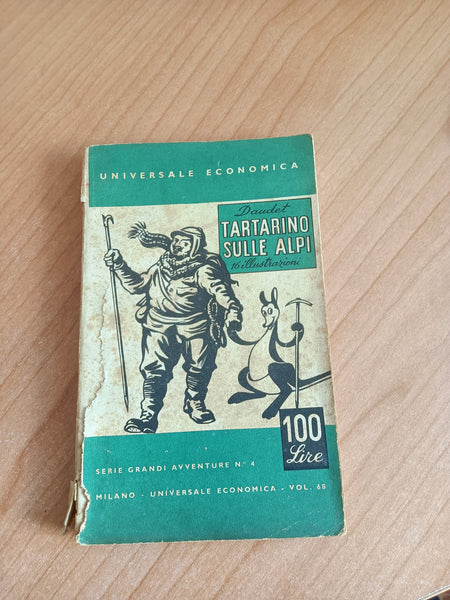 UNIVERSALE ECONOMICA
Daudet
TARTARINO
SULLE ALPI
16 illustrazioni
100
Lire
SERIE GRANDI AVVENTURE N.° 4
MILANO - UNIVERSALE ECONOMICA - VOL. 68